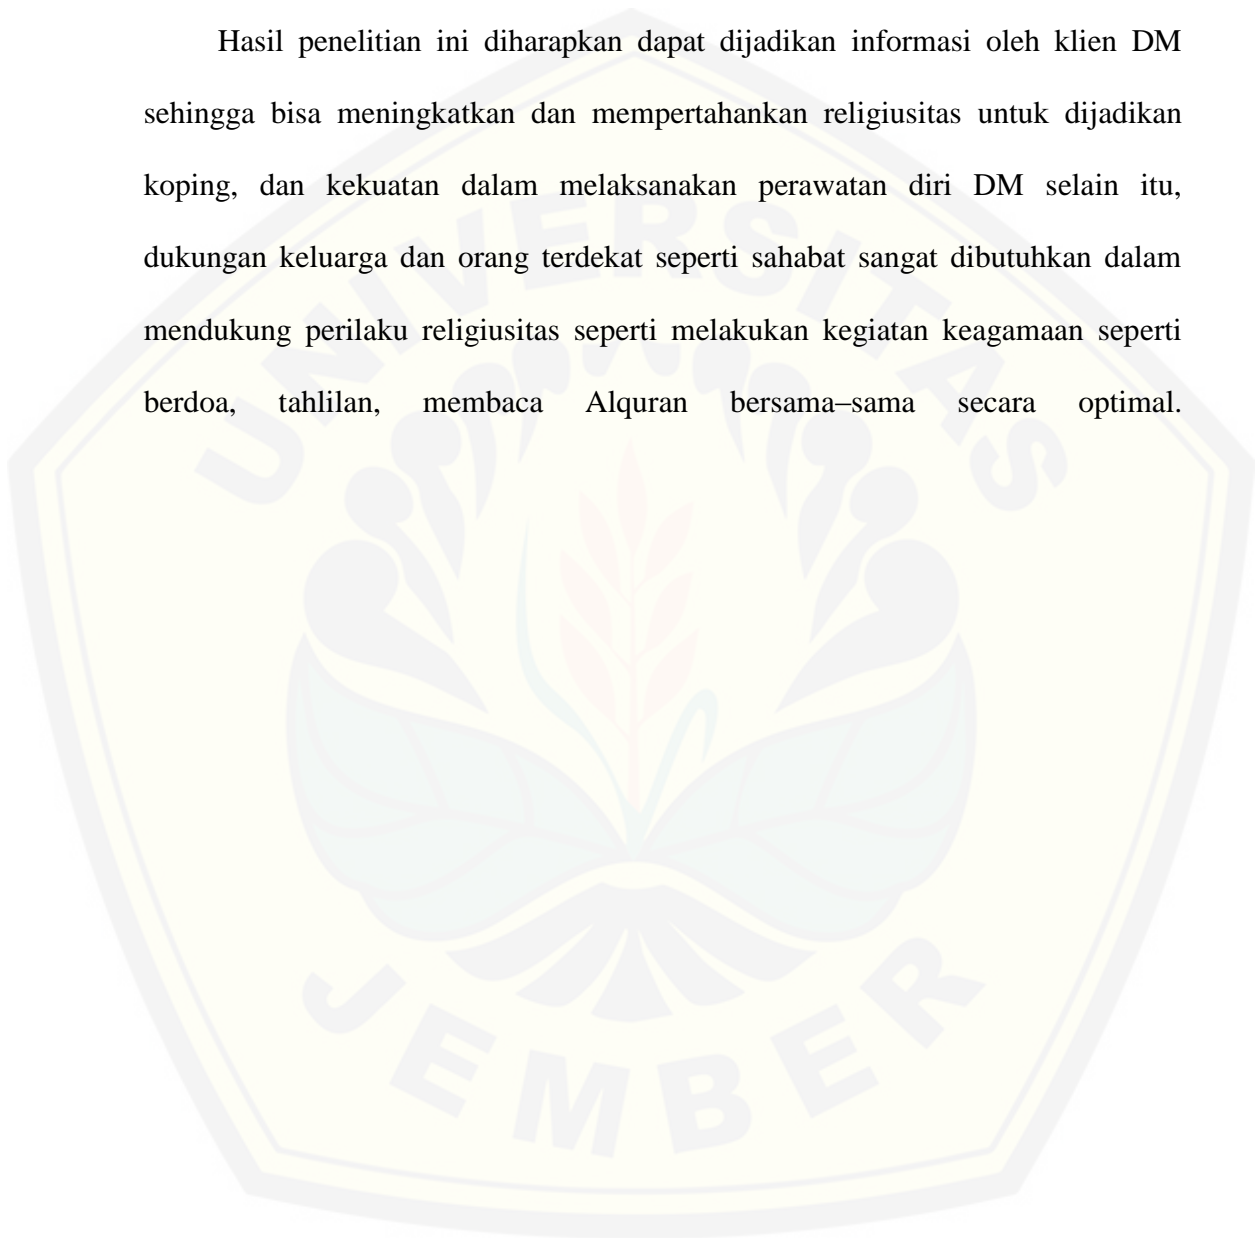 Hasil penelitian ini diharapkan dapat dijadikan informasi oleh klien DM
sehingga bisa meningkatkan dan mempertahankan religiusitas untuk dijadikan
koping, dan kekuatan dalam melaksanakan perawatan diri DM selain itu,
dukungan keluarga dan orang terdekat seperti sahabat sangat dibutuhkan dalam
mendukung perilaku religiusitas seperti melakukan kegiatan keagamaan seperti
berdoa, tahlilan, membaca Alquran bersama–sama secara optimal.
UNIVERSITAS
JEMBER